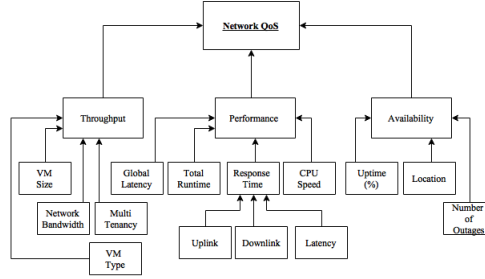 Network QoS
Throughput
Performance
Availability
VM
Size
Global
Latency
Total
Runtime
Response
Time
CPU
Speed
Uptime
(%)
Location
Network
Bandwidth
Multi
Tenancy
Number
of Outages
Uplink
Downlink
Latency
VM
Type